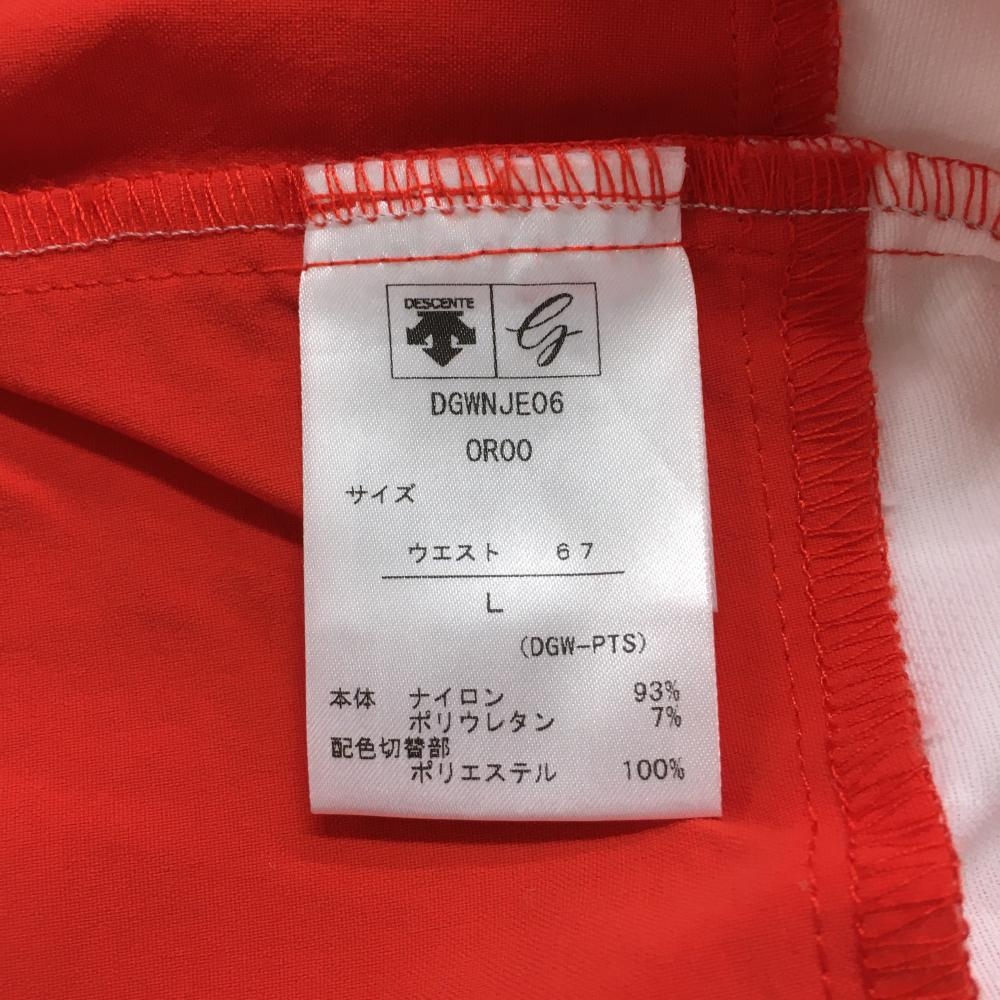 DESCENTE
G
DGWNJE06
OR00
サイズ
ウエスト 67
L
(DGW-PTS)
本体 ナイロン 93%
ポリウレタン 7%
配色切替部
ポリエステル 100%